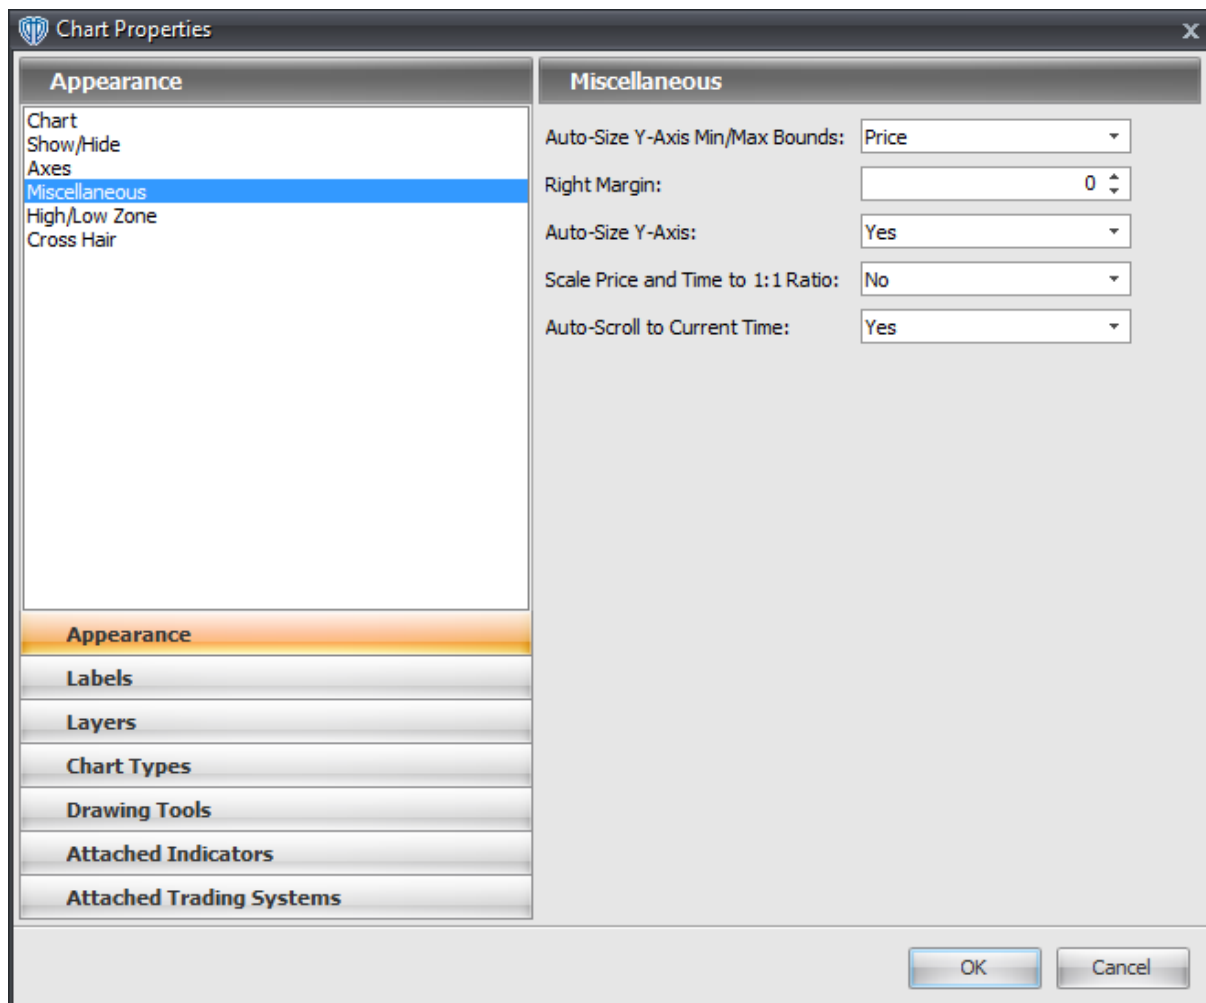 Chart Properties
Appearance
Chart
Show/Hide
Axes
Miscellaneous
High/Low Zone
Cross Hair
Appearance
Labels
Layers
Chart Types
Drawing Tools
Attached Indicators
Attached Trading Systems
Miscellaneous
Auto-Size Y-Axis Min/Max Bounds: Price
Right Margin: 0
Auto-Size Y-Axis: Yes
Scale Price and Time to 1:1 Ratio: No
Auto-Scroll to Current Time: Yes
OK Cancel